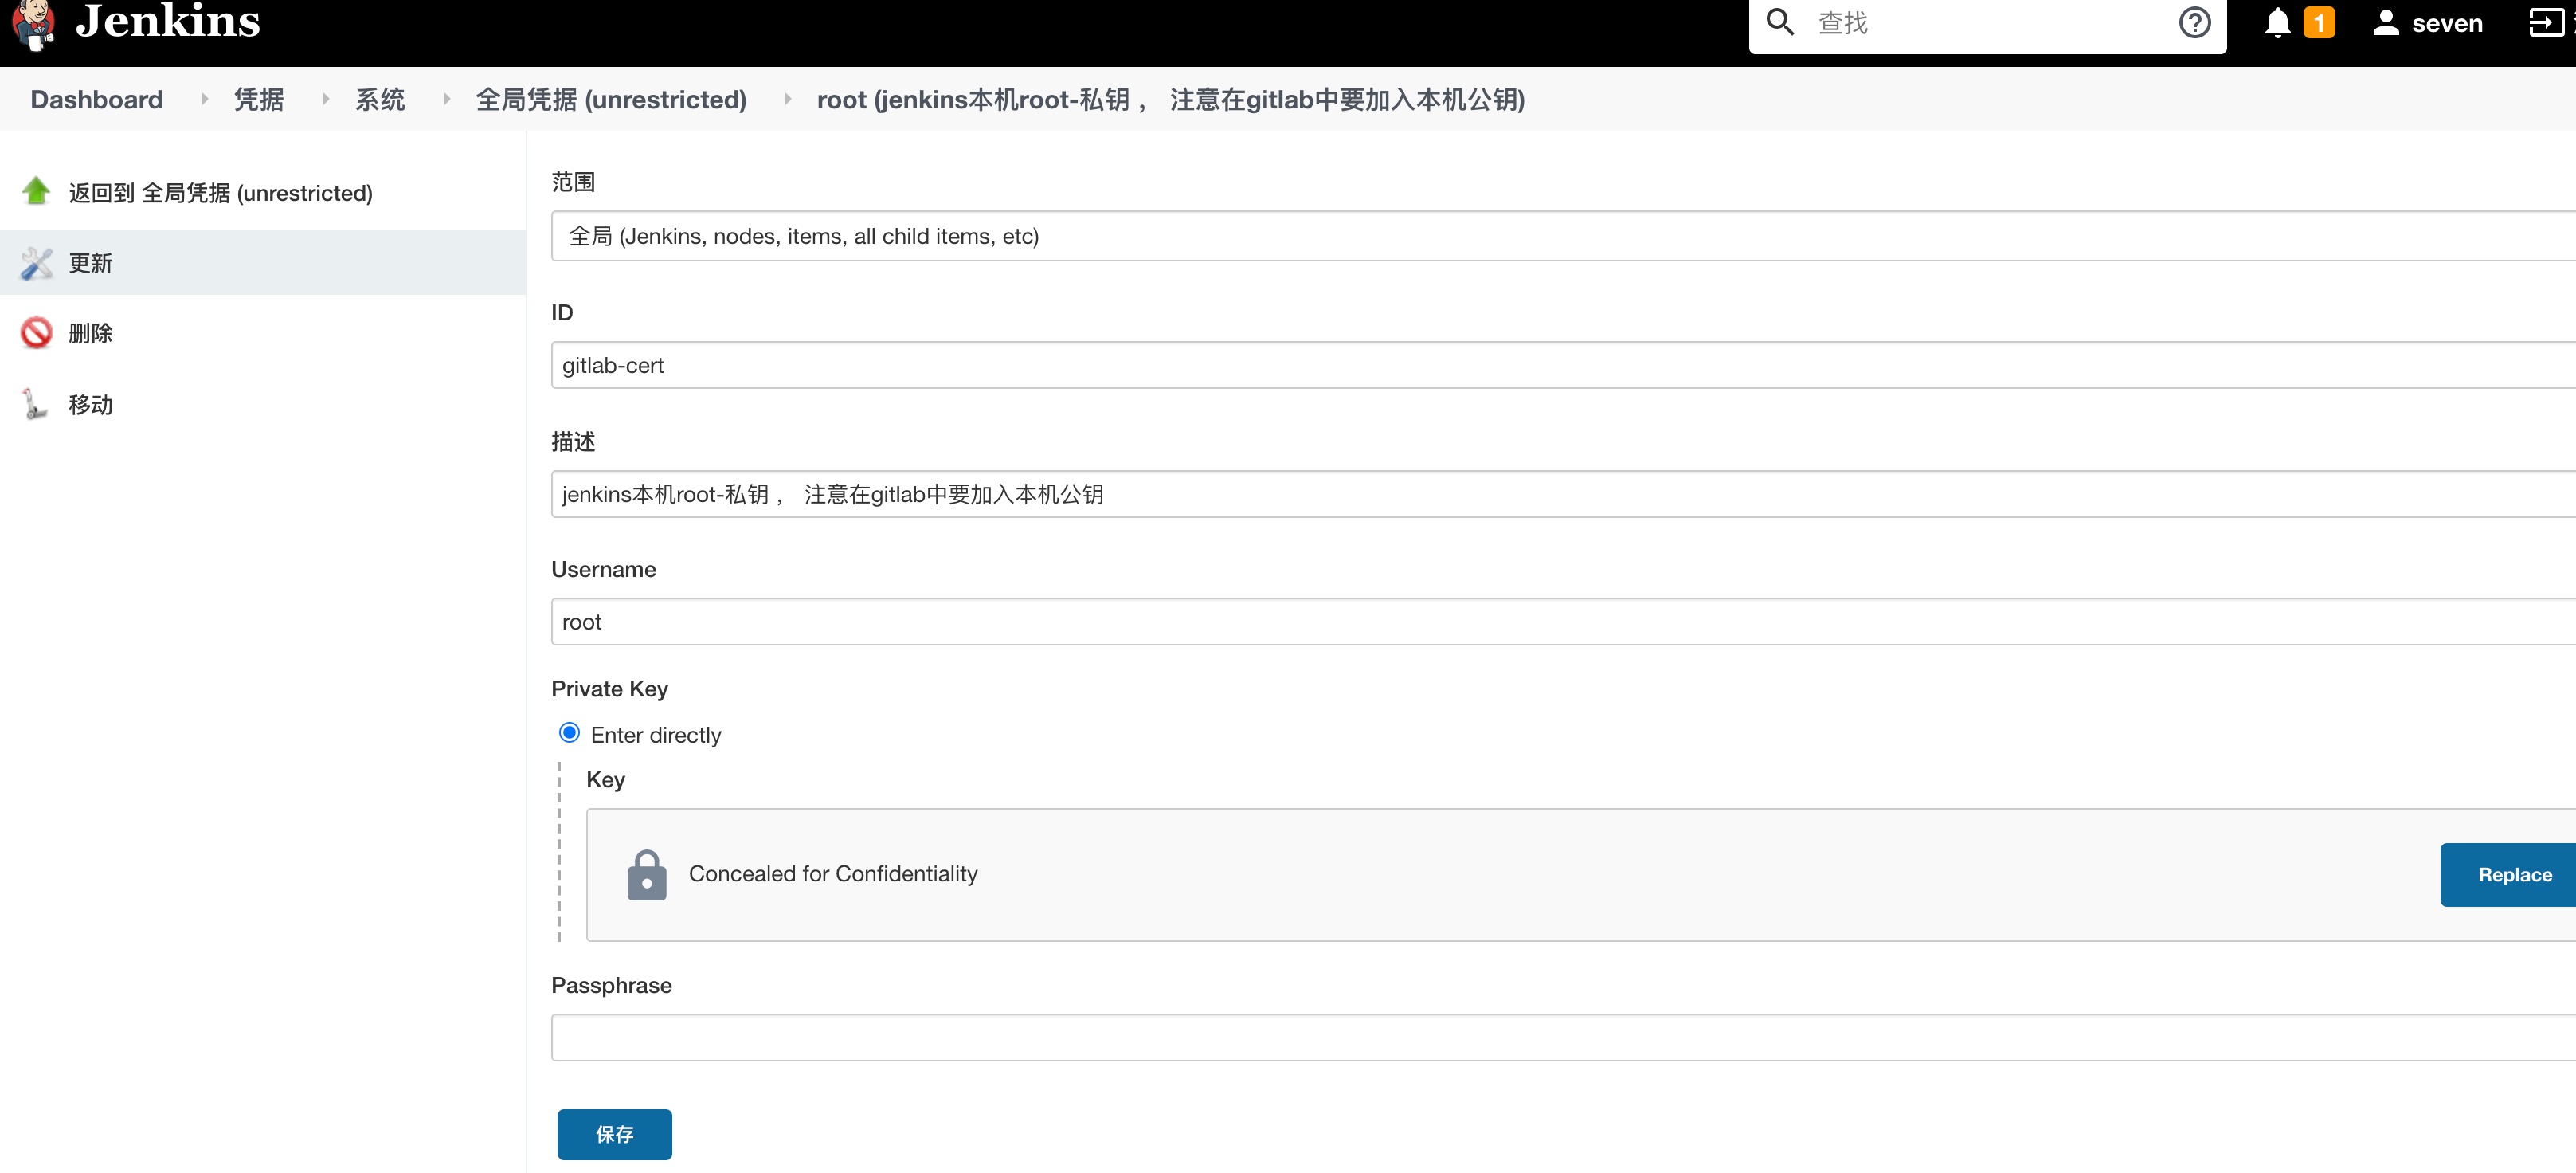 Jenkins
查找
1
seven
Dashboard
凭据
系统
全局凭据 (unrestricted)
root (jenkins本机root-私钥 ， 注意在gitlab中要加入本机公钥)
返回到 全局凭据 (unrestricted)
更新
删除
移动
范围
全局 (Jenkins, nodes, items, all child items, etc)
ID
gitlab-cert
描述
jenkins本机root-私钥 ， 注意在gitlab中要加入本机公钥
Username
root
Private Key
Enter directly
Key
Concealed for Confidentiality
Replace
Passphrase
保存